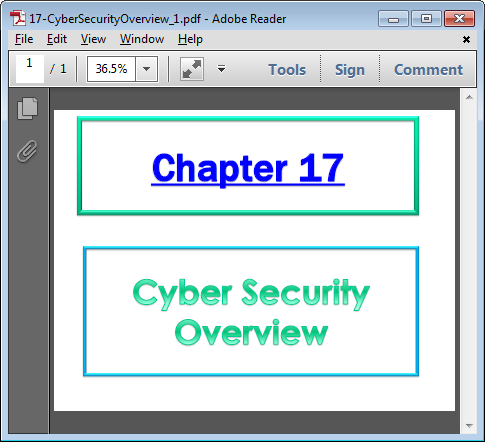 17-CyberSecurityOverview_1.pdf - Adobe Reader
File Edit View Window Help
1 / 1 36.5% Tools Sign Comment
Chapter 17
Cyber Security
Overview